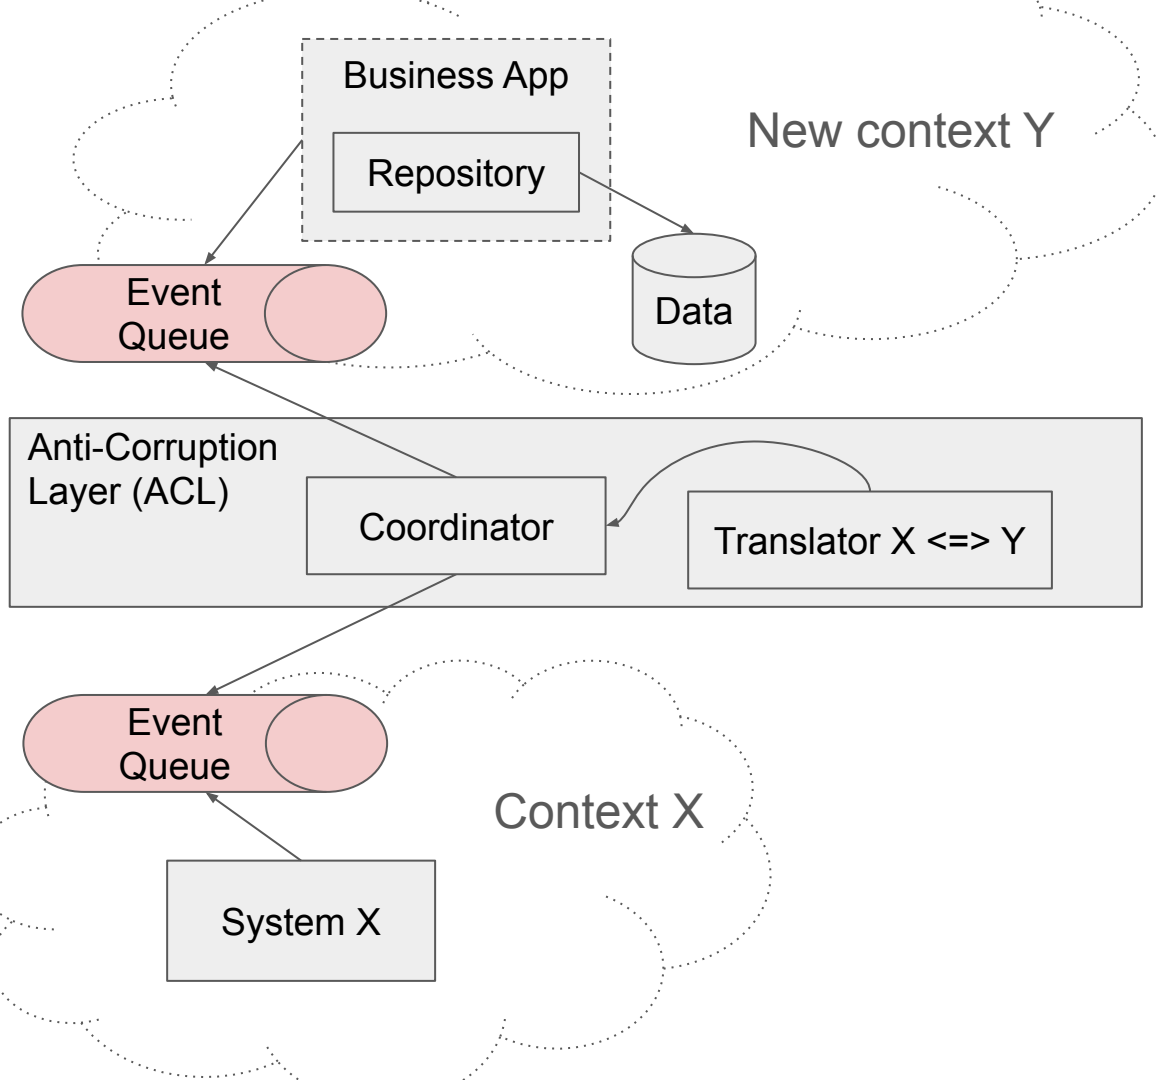 Business App
New context Y
Repository
Event
Queue
Data
Anti-Corruption
Layer (ACL)
Coordinator
Translator X <=> Y
Event
Queue
Context X
System X